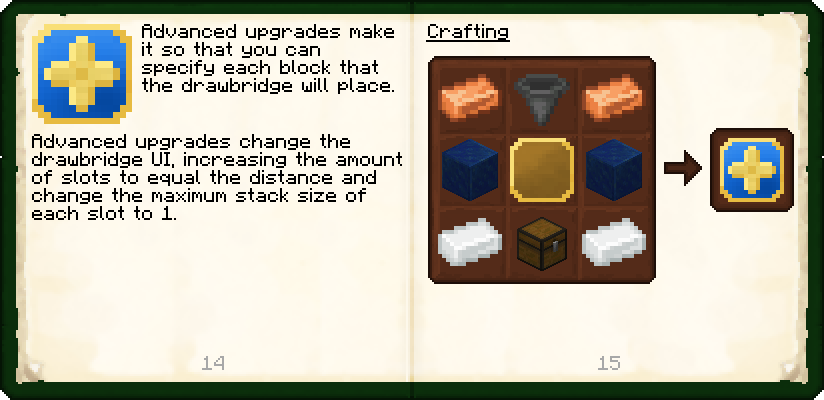 Advanced upgrades make
it so that you can
specify each block that
the drawbridge will place.
Advanced upgrades change the
drawbridge UI, increasing the amount
of slots to equal the distance and
change the maximum stack size of
each slot to 1.
14
Crafting
15